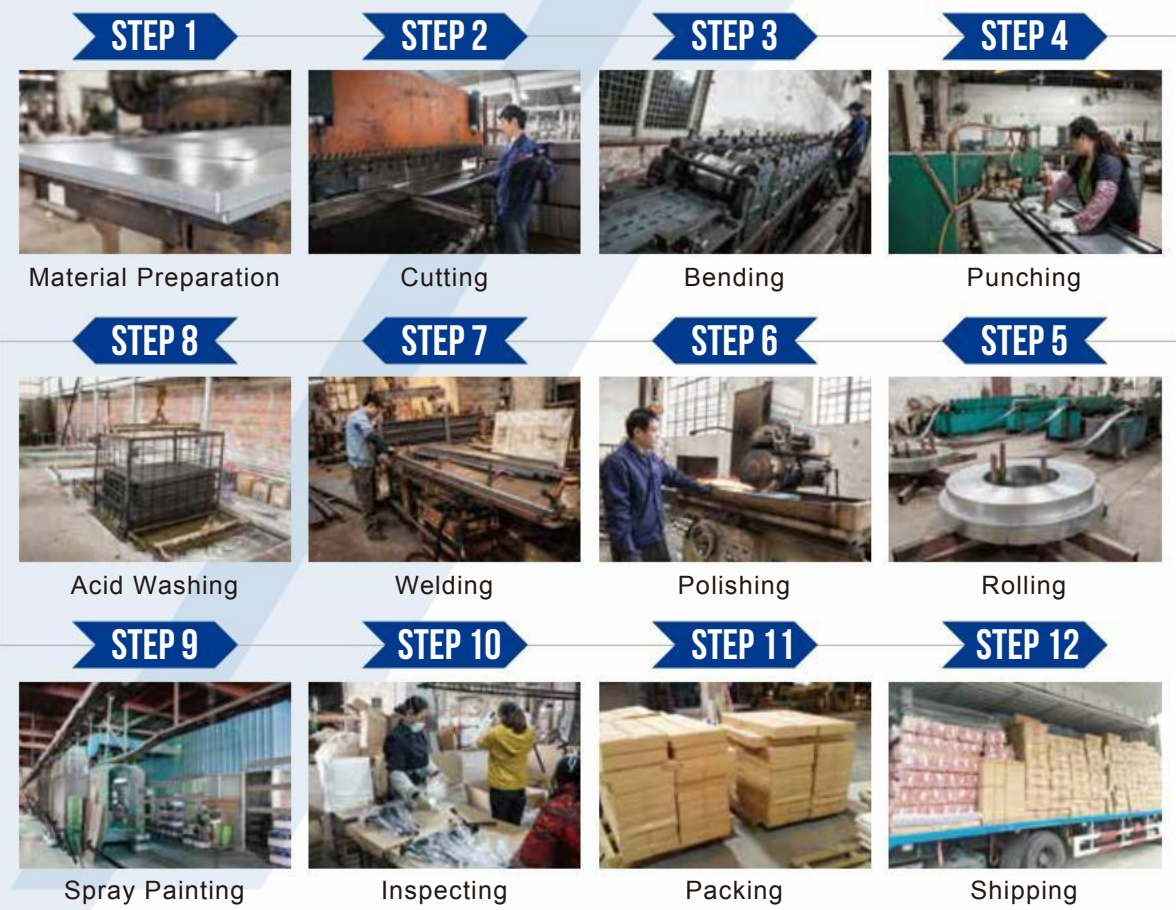 STEP 1
STEP 2
STEP 3
STEP 4
Material Preparation
Cutting
Bending
Punching
STEP 8
STEP 7
STEP 6
STEP 5
Acid Washing
Welding
Polishing
Rolling
STEP 9
STEP 10
STEP 11
STEP 12
Spray Painting
Inspecting
Packing
Shipping